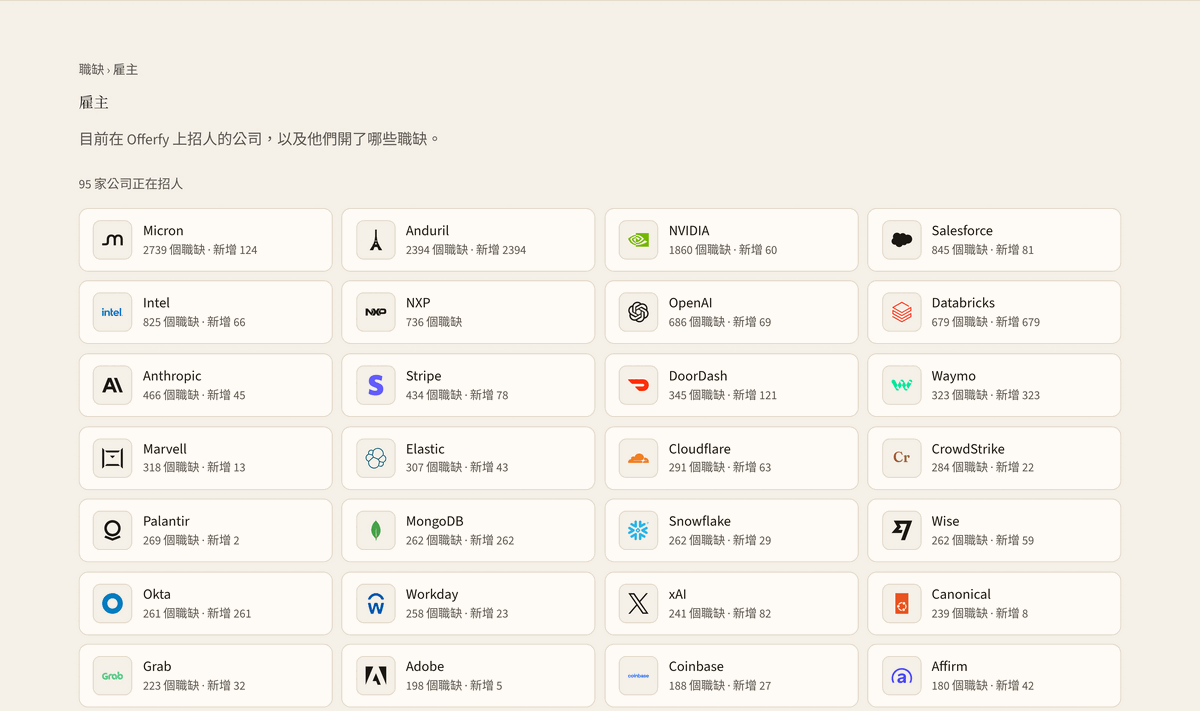 職缺 › 雇主
雇主
目前在 Offerfy 上招人的公司，以及他們開了哪些職缺。
95 家公司正在招人
Micron
2739 個職缺 · 新增 124
Anduril
2394 個職缺 · 新增 2394
NVIDIA
1860 個職缺 · 新增 60
Salesforce
845 個職缺 · 新增 81
intel
Intel
825 個職缺 · 新增 66
NXP
NXP
736 個職缺
OpenAI
686 個職缺 · 新增 69
Databricks
679 個職缺 · 新增 679
Anthropic
466 個職缺 · 新增 45
S
Stripe
434 個職缺 · 新增 78
DoorDash
345 個職缺 · 新增 121
Waymo
323 個職缺 · 新增 323
Marvell
318 個職缺 · 新增 13
Elastic
307 個職缺 · 新增 43
Cloudflare
291 個職缺 · 新增 63
Cr
CrowdStrike
284 個職缺 · 新增 22
Palantir
269 個職缺 · 新增 2
MongoDB
262 個職缺 · 新增 262
Snowflake
262 個職缺 · 新增 29
Wise
262 個職缺 · 新增 59
Okta
261 個職缺 · 新增 261
Workday
258 個職缺 · 新增 23
xAI
241 個職缺 · 新增 82
Canonical
239 個職缺 · 新增 8
Grab
Grab
223 個職缺 · 新增 32
Adobe
198 個職缺 · 新增 5
coinbase
Coinbase
188 個職缺 · 新增 27
a
Affirm
180 個職缺 · 新增 42